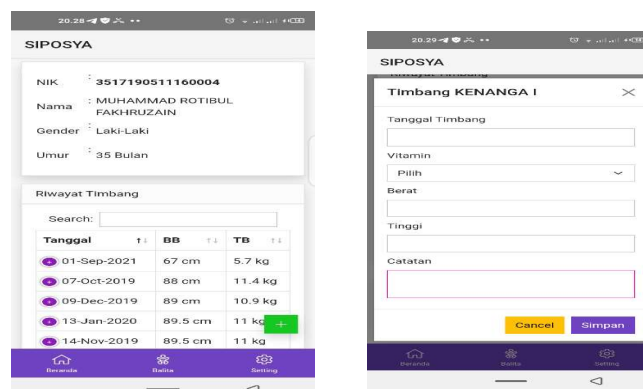 20.28
SIPOSYA
NIK : 3517190511160004
Nama : MUHAMMAD ROTIBUL
FAKHRUZAIN
Gender : Laki-Laki
Umur : 35 Bulan
Riwayat Timbang
Search:
Tanggal BB TB
01-Sep-2021 67 cm 5.7 kg
07-Oct-2019 88 cm 11.4 kg
09-Dec-2019 89 cm 10.9 kg
13-Jan-2020 89.5 cm 11 kg
14-Nov-2019 89.5 cm 11 kg
Beranda Balita Setting
20.29
SIPOSYA
Riwayat Timbang
Timbang KENANGA I
Tanggal Timbang
Vitamin
Pilih
Berat
Tinggi
Catatan
Cancel Simpan
Beranda Balita Setting